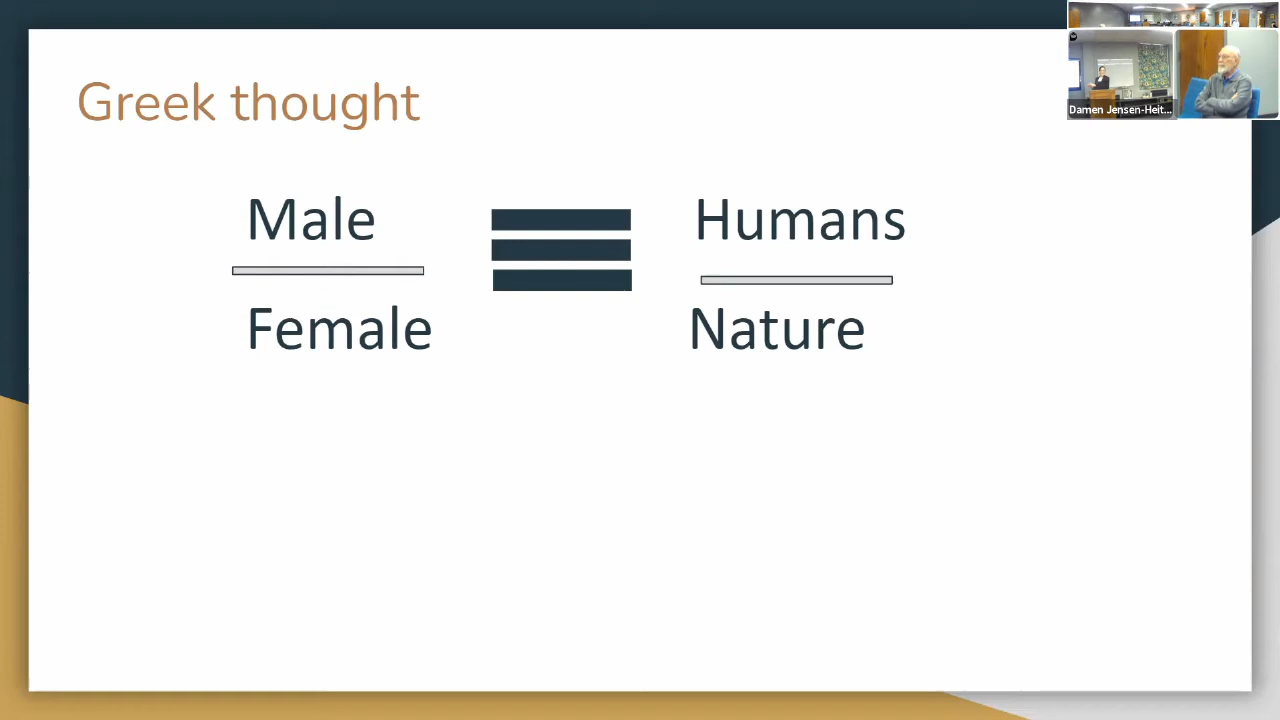 Greek thought
Male
Humans
Female
Nature
Damen Jensen-Heit...